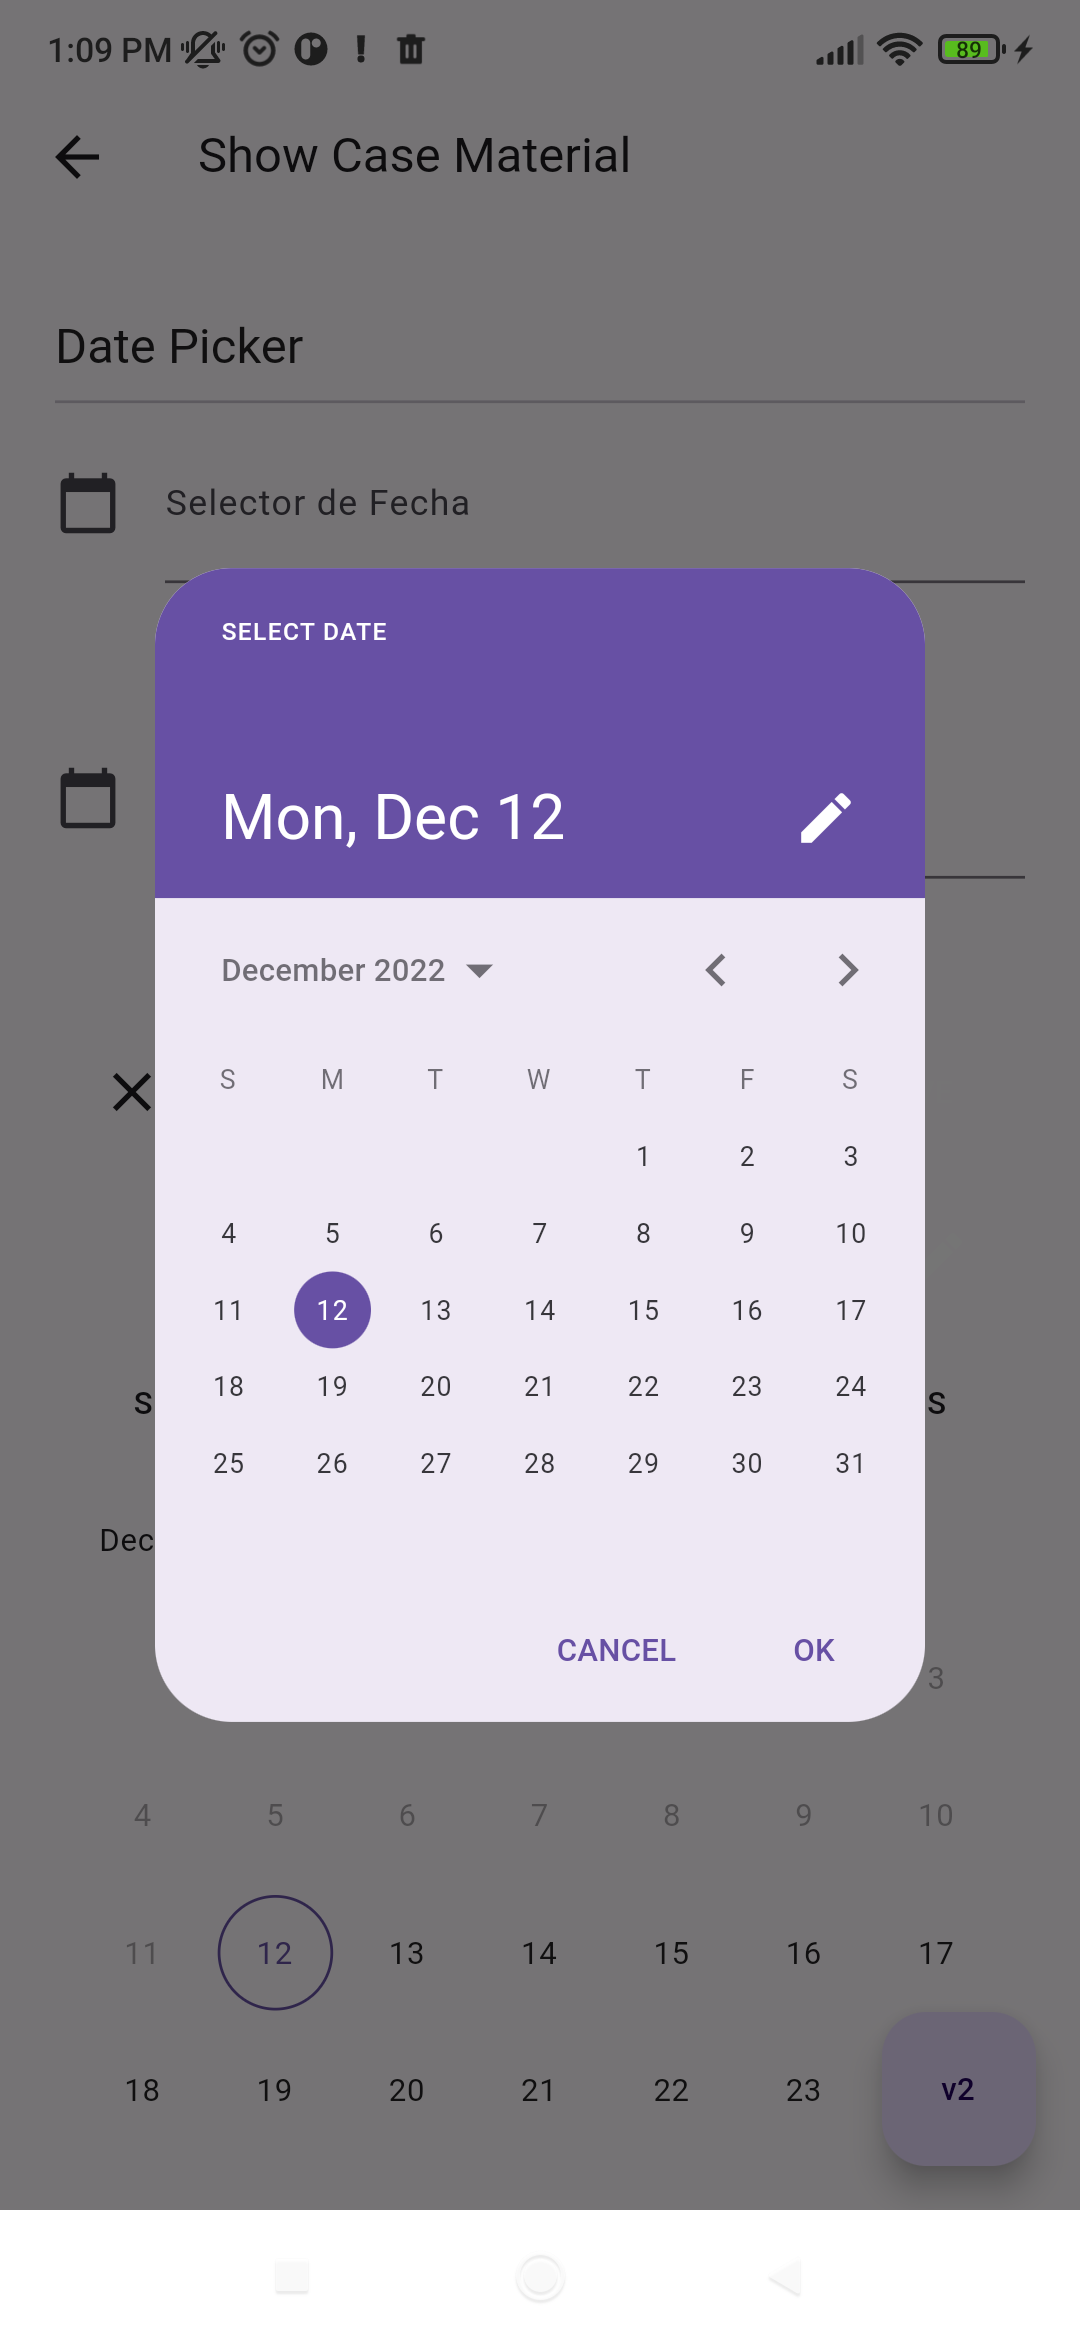 1:09 PM 89
Show Case Material
Date Picker
Selector de Fecha
SELECT DATE
Mon, Dec 12
December 2022
S M T W T F S
1 2 3
4 5 6 7 8 9 10
11 12 13 14 15 16 17
18 19 20 21 22 23 24
25 26 27 28 29 30 31
CANCEL OK
S S
Dec
3
4 5 6 7 8 9 10
11 12 13 14 15 16 17
18 19 20 21 22 23 v2